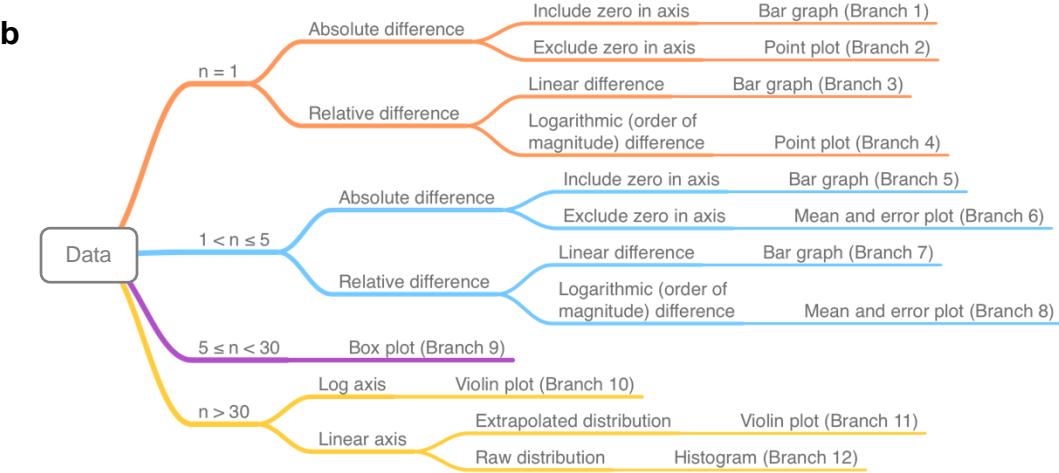 b
Data
n = 1
Absolute difference
Include zero in axis
Bar graph (Branch 1)
Exclude zero in axis
Point plot (Branch 2)
Relative difference
Linear difference
Bar graph (Branch 3)
Logarithmic (order of
magnitude) difference
Point plot (Branch 4)
1 < n ≤ 5
Absolute difference
Include zero in axis
Bar graph (Branch 5)
Exclude zero in axis
Mean and error plot (Branch 6)
Relative difference
Linear difference
Bar graph (Branch 7)
Logarithmic (order of
magnitude) difference
Mean and error plot (Branch 8)
5 ≤ n < 30
Box plot (Branch 9)
n > 30
Log axis
Violin plot (Branch 10)
Linear axis
Extrapolated distribution
Violin plot (Branch 11)
Raw distribution
Histogram (Branch 12)